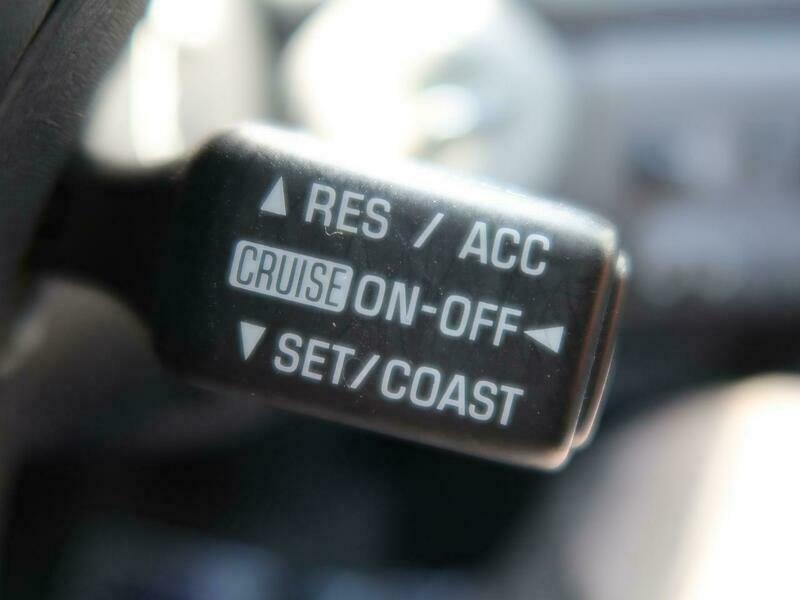 ▲ RES / ACC
CRUISE ON-OFF ◀
▼ SET/COAST